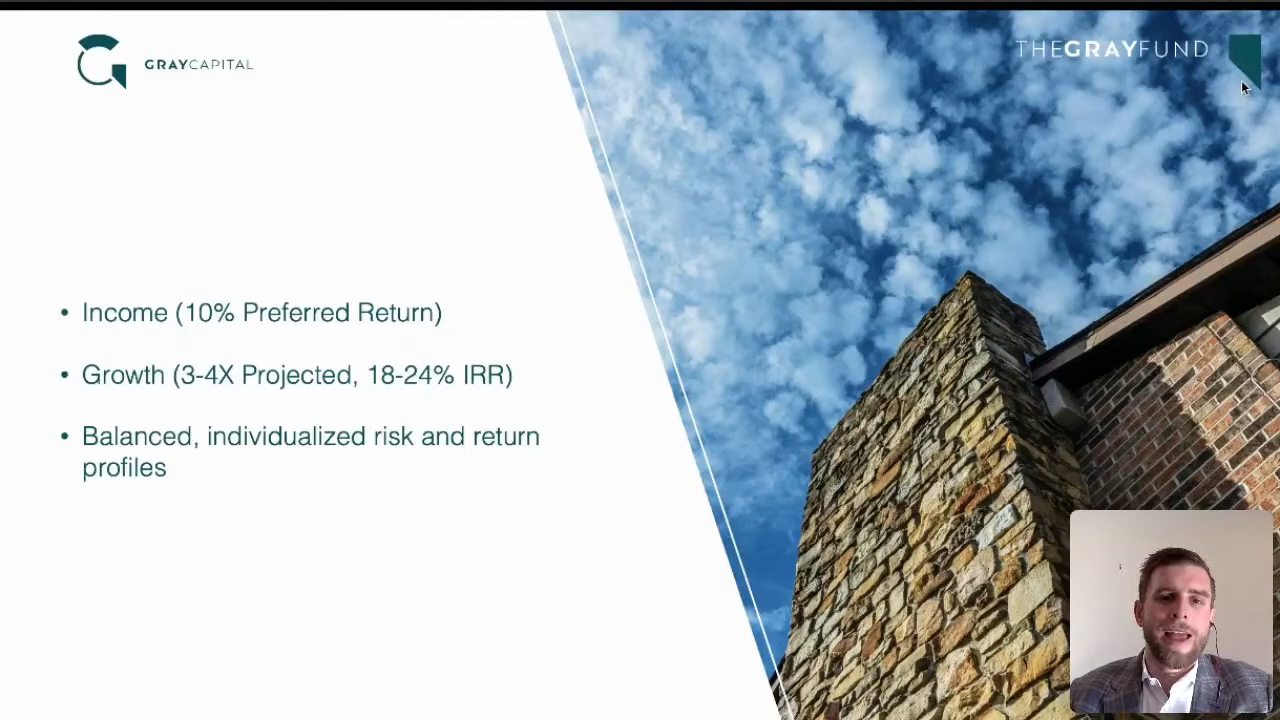 GRAYCAPITAL
THEGRAYFUND
• Income (10% Preferred Return)
• Growth (3-4X Projected, 18-24% IRR)
• Balanced, individualized risk and return
profiles